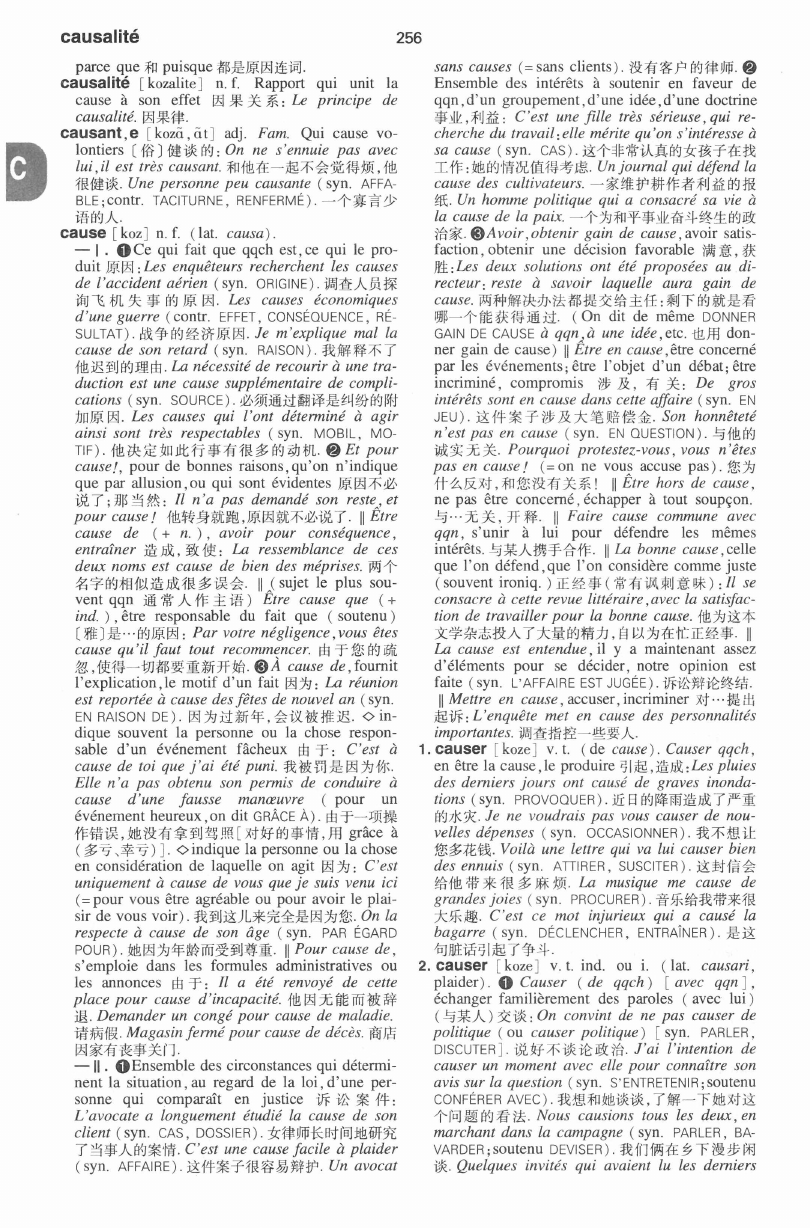 causalité
256
parce que 和 puisque 都是原因连词.
causalité [kozalite] n. f. Rapport qui unit la
cause à son effet 因果关系: Le principe de
causalité. 因果律.
causant, e [kozɑ̃, ɑ̃t] adj. Fam. Qui cause vo-
lontiers [俗] 健谈的: On ne s'ennuie pas avec
lui, il est très causant. 和他在一起不会觉得烦,他
很健谈. Une personne peu causante (syn. AFFA-
BLE; contr. TACITURNE, RENFERMÉ). 一个寡言少
语的人.
cause [koz] n. f. (lat. causa).
— I. ❶ Ce qui fait que qqch est, ce qui le pro-
duit 原因: Les enquêteurs recherchent les causes
de l'accident aérien (syn. ORIGINE). 调查人员探
询飞机失事的原因. Les causes économiques
d'une guerre (contr. EFFET, CONSÉQUENCE, RÉ-
SULTAT). 战争的经济原因. Je m'explique mal la
cause de son retard (syn. RAISON). 我解释不了
他迟到的理由. La nécessité de recourir à une tra-
duction est une cause supplémentaire de compli-
cations (syn. SOURCE). 必须通过翻译是纠纷的附
加原因. Les causes qui l'ont déterminé à agir
ainsi sont très respectables (syn. MOBIL, MO-
TIF). 他决定如此行事有很多的动机. ❷ Et pour
cause!, pour de bonnes raisons, qu'on n'indique
que par allusion, ou qui sont évidentes 原因不必
说了;那当然: Il n'a pas demandé son reste, et
pour cause! 他转身就跑,原因就不必说了. ‖ Être
cause de (+ n.), avoir pour conséquence,
entraîner 造成,致使: La ressemblance de ces
deux noms est cause de bien des méprises. 两个
名字的相似造成很多误会. ‖ (sujet le plus sou-
vent qqn 通常人作主语) Être cause que (+
ind.), être responsable du fait que (soutenu)
[雅] 是…的原因: Par votre négligence, vous êtes
cause qu'il faut tout recommencer. 由于您的疏
忽,使得一切都要重新开始. ❸ À cause de, fournit
l'explication, le motif d'un fait 因为: La réunion
est reportée à cause des fêtes de nouvel an (syn.
EN RAISON DE). 因为过新年,会议被推迟. ◇ in-
dique souvent la personne ou la chose respon-
sable d'un événement fâcheux 由于: C'est à
cause de toi que j'ai été puni. 我被罚是因为你.
Elle n'a pas obtenu son permis de conduire à
cause d'une fausse manœuvre (pour un
événement heureux, on dit GRÂCE À). 由于一项操
作错误,她没有拿到驾照 [对好的事情,用 grâce à
(多亏、幸亏)]. ◇ indique la personne ou la chose
en considération de laquelle on agit 因为: C'est
uniquement à cause de vous que je suis venu ici
(= pour vous être agréable ou pour avoir le plai-
sir de vous voir). 我到这儿来完全是因为您. On la
respecte à cause de son âge (syn. PAR ÉGARD
POUR). 她因为年龄而受到尊重. ‖ Pour cause de,
s'emploie dans les formules administratives ou
les annonces 由于: Il a été renvoyé de cette
place pour cause d'incapacité. 他因无能而被辞
退. Demander un congé pour cause de maladie.
请病假. Magasin fermé pour cause de décès. 商店
因家有丧事关门.
— II. ❶ Ensemble des circonstances qui détermi-
nent la situation, au regard de la loi, d'une per-
sonne qui comparaît en justice 诉讼案件:
L'avocate a longuement étudié la cause de son
client (syn. CAS, DOSSIER). 女律师长时间地研究
了当事人的案情. C'est une cause facile à plaider
(syn. AFFAIRE). 这件案子很容易辩护. Un avocat
C
sans causes (= sans clients). 没有客户的律师. ❷
Ensemble des intérêts à soutenir en faveur de
qqn, d'un groupement, d'une idée, d'une doctrine
事业,利益: C'est une fille très sérieuse, qui re-
cherche du travail: elle mérite qu'on s'intéresse à
sa cause (syn. CAS). 这个非常认真的女孩子在找
工作:她的情况值得考虑. Un journal qui défend la
cause des cultivateurs. 一家维护耕作者利益的报
纸. Un homme politique qui a consacré sa vie à
la cause de la paix. 一个为和平事业奋斗终生的政
治家. ❸ Avoir, obtenir gain de cause, avoir satis-
faction, obtenir une décision favorable 满意,获
胜: Les deux solutions ont été proposées au di-
recteur: reste à savoir laquelle aura gain de
cause. 两种解决办法都提交给主任:剩下的就是看
哪一个能获得通过. (On dit de même DONNER
GAIN DE CAUSE à qqn, à une idée, etc. 也用 don-
ner gain de cause) ‖ Être en cause, être concerné
par les événements; être l'objet d'un débat; être
incriminé, compromis 涉及, 有关: De gros
intérêts sont en cause dans cette affaire (syn. EN
JEU). 这件案子涉及大笔赔偿金. Son honnêteté
n'est pas en cause (syn. EN QUESTION). 与他的
诚实无关. Pourquoi protestez-vous, vous n'êtes
pas en cause! (= on ne vous accuse pas). 您为
什么反对,和您没有关系! ‖ Être hors de cause,
ne pas être concerné, échapper à tout soupçon.
与…无关,开释. ‖ Faire cause commune avec
qqn, s'unir à lui pour défendre les mêmes
intérêts. 与某人携手合作. ‖ La bonne cause, celle
que l'on défend, que l'on considère comme juste
(souvent ironiq.) 正经事(常有讽刺意味): Il se
consacre à cette revue littéraire, avec la satisfac-
tion de travailler pour la bonne cause. 他为这本
文学杂志投入了大量的精力,自以为在忙正经事. ‖
La cause est entendue, il y a maintenant assez
d'éléments pour se décider, notre opinion est
faite (syn. L'AFFAIRE EST JUGÉE). 诉讼辩论终结.
‖ Mettre en cause, accuser, incriminer 对…提出
起诉: L'enquête met en cause des personnalités
importantes. 调查指控一些要人.
1. causer [koze] v. t. (de cause). Causer qqch,
en être la cause, le produire 引起,造成: Les pluies
des derniers jours ont causé de graves inonda-
tions (syn. PROVOQUER). 近日的降雨造成了严重
的水灾. Je ne voudrais pas vous causer de nou-
velles dépenses (syn. OCCASIONNER). 我不想让
您多花钱. Voilà une lettre qui va lui causer bien
des ennuis (syn. ATTIRER, SUSCITER). 这封信会
给他带来很多麻烦. La musique me cause de
grandes joies (syn. PROCURER). 音乐给我带来很
大乐趣. C'est ce mot injurieux qui a causé la
bagarre (syn. DÉCLENCHER, ENTRAÎNER). 是这
句脏话引起了争斗.
2. causer [koze] v. t. ind. ou i. (lat. causari,
plaider). ❶ Causer (de qqch) [avec qqn],
échanger familièrement des paroles (avec lui)
(与某人)交谈: On convint de ne pas causer de
politique (ou causer politique) [syn. PARLER,
DISCUTER]. 说好不谈论政治. J'ai l'intention de
causer un moment avec elle pour connaître son
avis sur la question (syn. S'ENTRETENIR; soutenu
CONFÉRER AVEC). 我想和她谈谈,了解一下她对这
个问题的看法. Nous causions tous les deux, en
marchant dans la campagne (syn. PARLER, BA-
VARDER; soutenu DEVISER). 我们俩在乡下漫步闲
谈. Quelques invités qui avaient lu les derniers